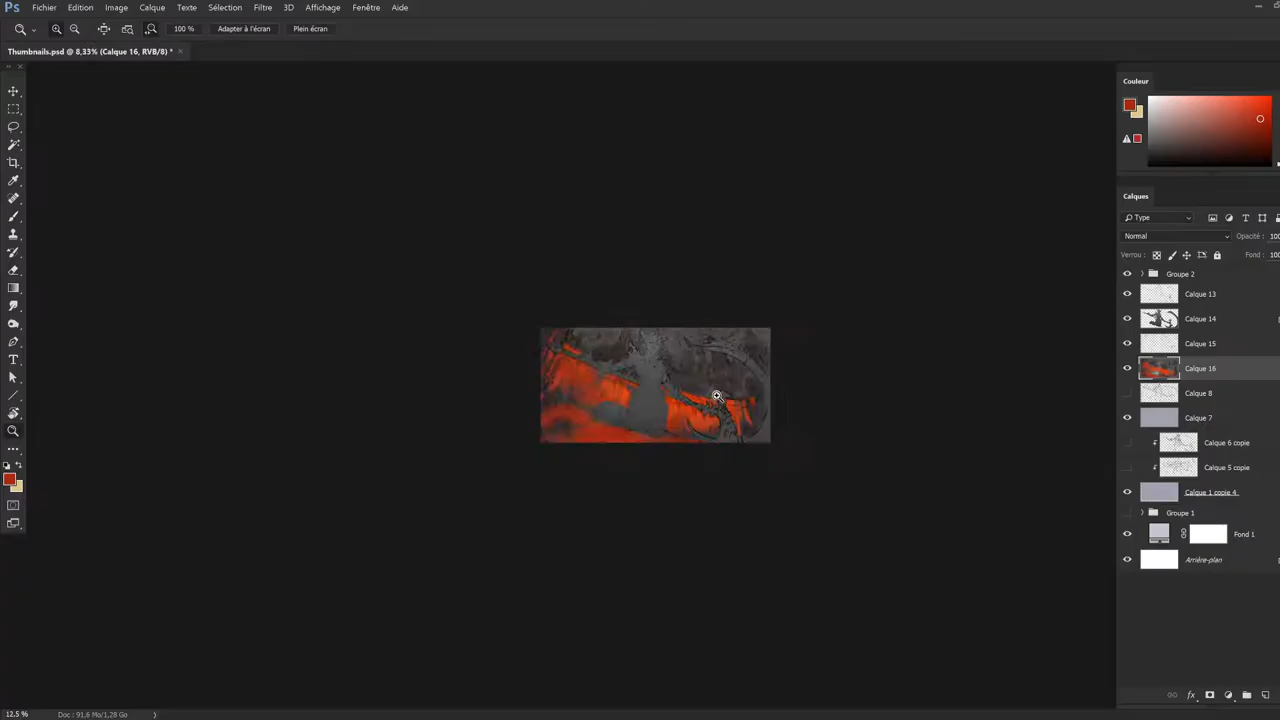 Ps Fichier Edition Image Calque Texte Sélection Filtre 3D Affichage Fenêtre Aide
100 % Adapter à l'écran Plein écran
Thumbnails.psd @ 8,33% (Calque 16, RVB/8) * ×
Couleur
Calques
Type
Normal Opacité : 100
Verrou : Fond : 100
Groupe 2
Calque 13
Calque 14
Calque 15
Calque 16
Calque 8
Calque 7
Calque 6 copie
Calque 5 copie
Calque 1 copie 4
Groupe 1
Fond 1
Arrière-plan
fx
12,5 % Doc : 91,6 Mo/1,28 Go